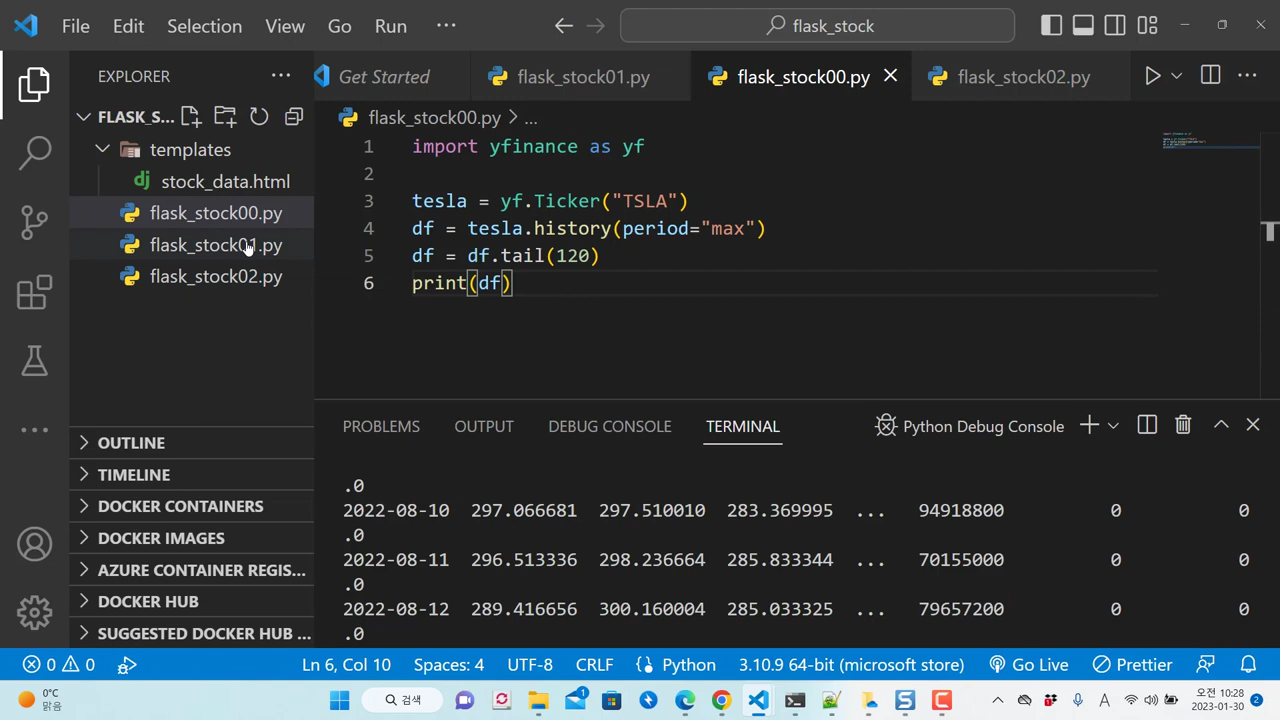 File Edit Selection View Go Run ··· flask_stock
EXPLORER ···
Get Started flask_stock01.py flask_stock00.py flask_stock02.py ···
FLASK_S...
templates
stock_data.html
flask_stock00.py
flask_stock01.py
flask_stock02.py
flask_stock00.py > ...
1 import yfinance as yf
2
3 tesla = yf.Ticker("TSLA")
4 df = tesla.history(period="max")
5 df = df.tail(120)
6 print(df)
OUTLINE
TIMELINE
DOCKER CONTAINERS
DOCKER IMAGES
AZURE CONTAINER REGIS...
DOCKER HUB
SUGGESTED DOCKER HUB ...
PROBLEMS OUTPUT DEBUG CONSOLE TERMINAL Python Debug Console
.0
2022-08-10 297.066681 297.510010 283.369995 ... 94918800 0 0
.0
2022-08-11 296.513336 298.236664 285.833344 ... 70155000 0 0
.0
2022-08-12 289.416656 300.160004 285.033325 ... 79657200 0 0
.0
0 0 Ln 6, Col 10 Spaces: 4 UTF-8 CRLF Python 3.10.9 64-bit (microsoft store) Go Live Prettier
0°C
맑음
검색
1
A
오전 10:28
2023-01-30
2